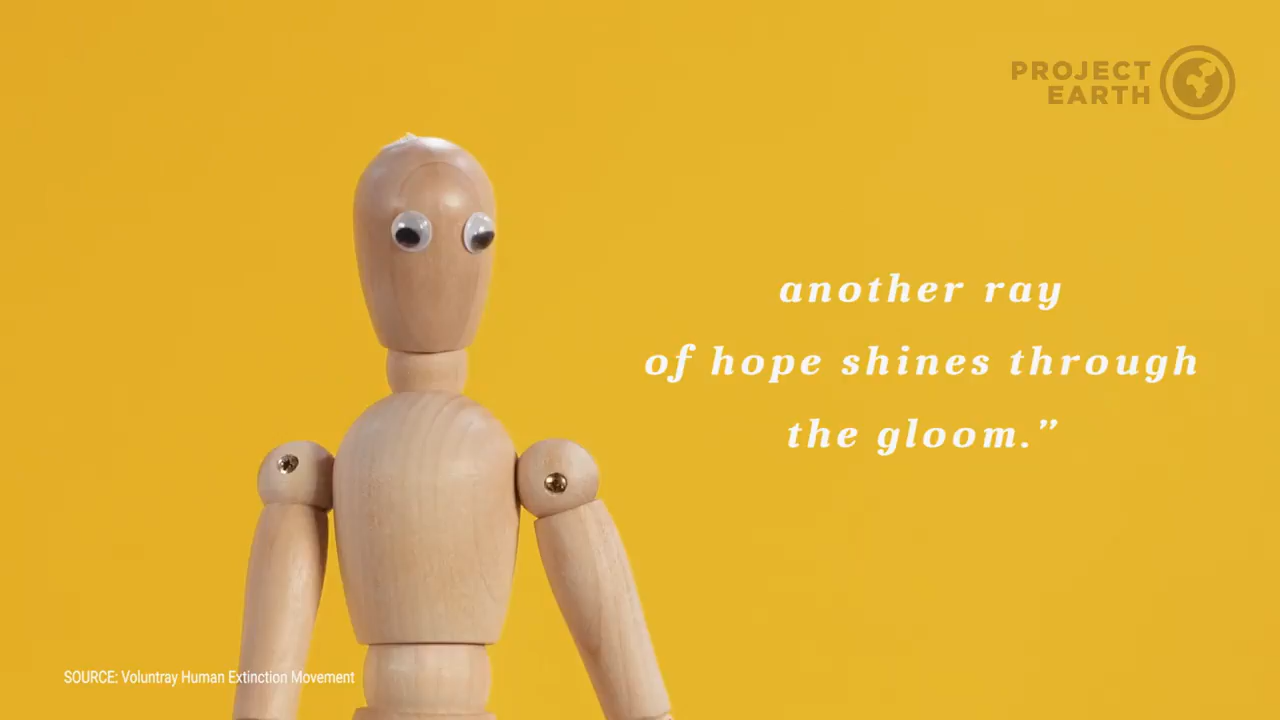 PROJECT
EARTH
another ray
of hope shines through
the gloom.”
SOURCE: Voluntray Human Extinction Movement